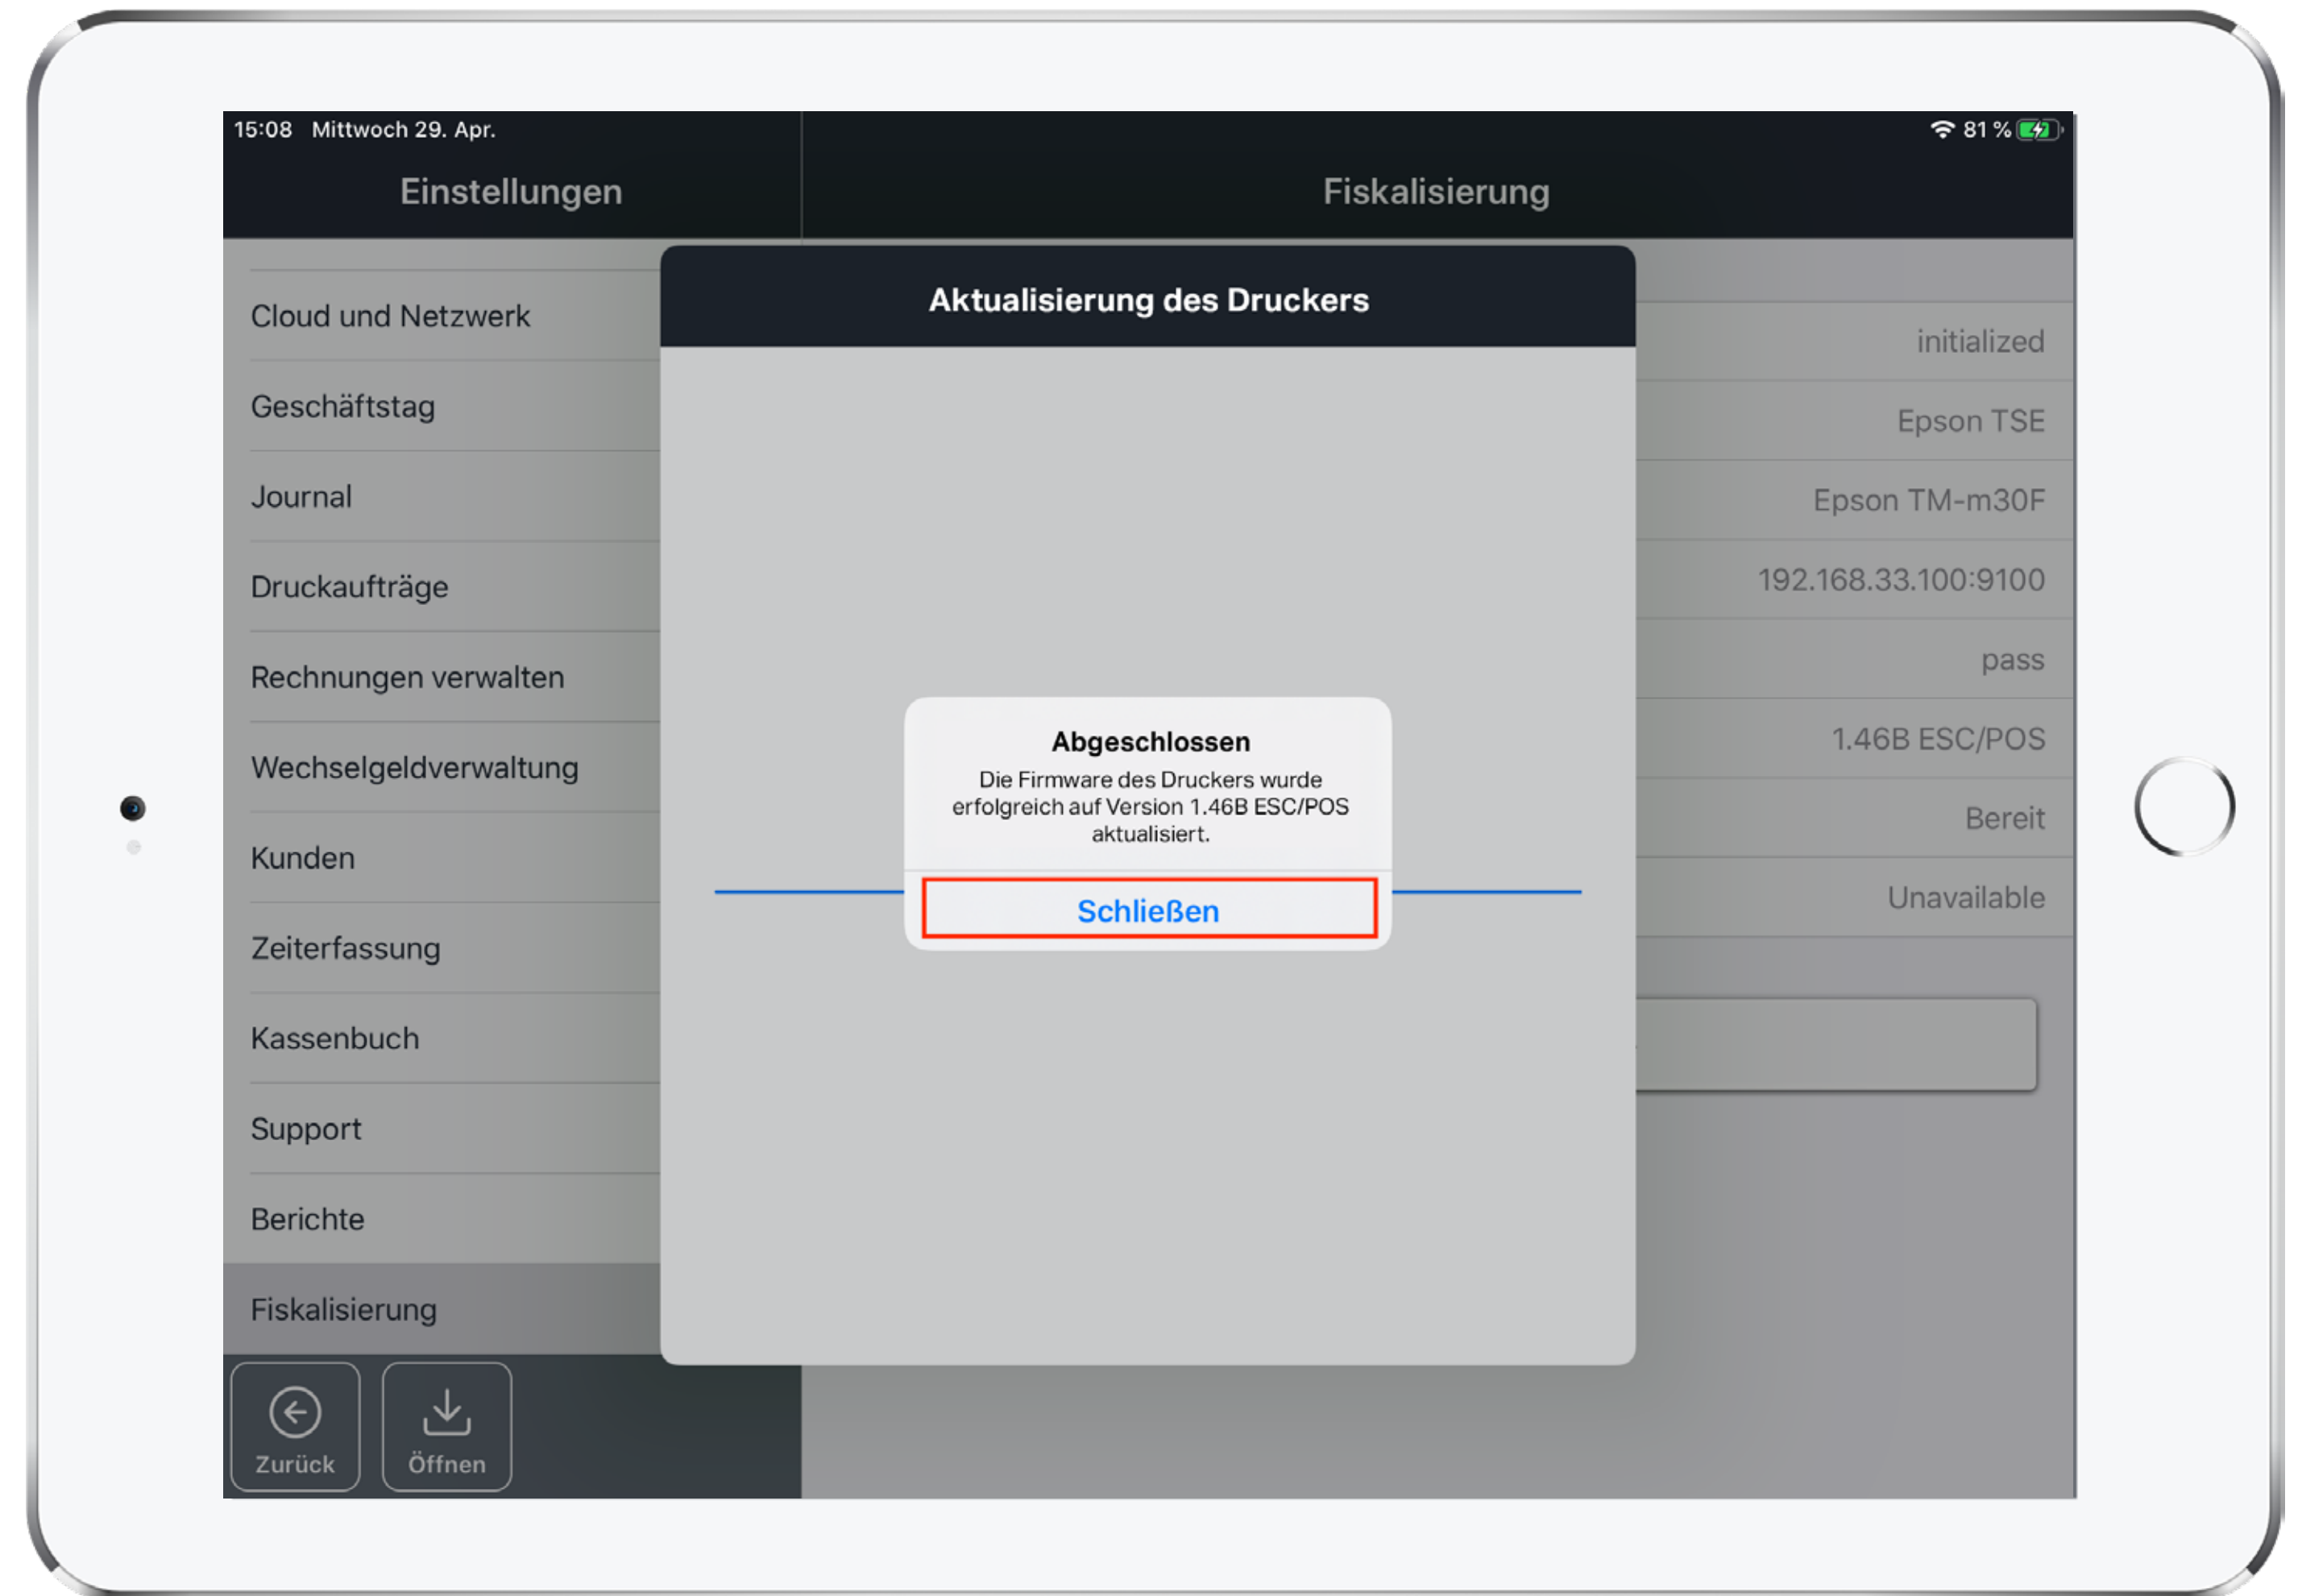 15:08 Mittwoch 29. Apr.
81 %
Einstellungen
Fiskalisierung
Cloud und Netzwerk
Geschäftstag
Journal
Druckaufträge
Rechnungen verwalten
Wechselgeldverwaltung
Kunden
Zeiterfassung
Kassenbuch
Support
Berichte
Fiskalisierung
Zurück
Öffnen
Aktualisierung des Druckers
Abgeschlossen
Die Firmware des Druckers wurde
erfolgreich auf Version 1.46B ESC/POS
aktualisiert.
Schließen
initialized
Epson TSE
Epson TM-m30F
192.168.33.100:9100
pass
1.46B ESC/POS
Bereit
Unavailable